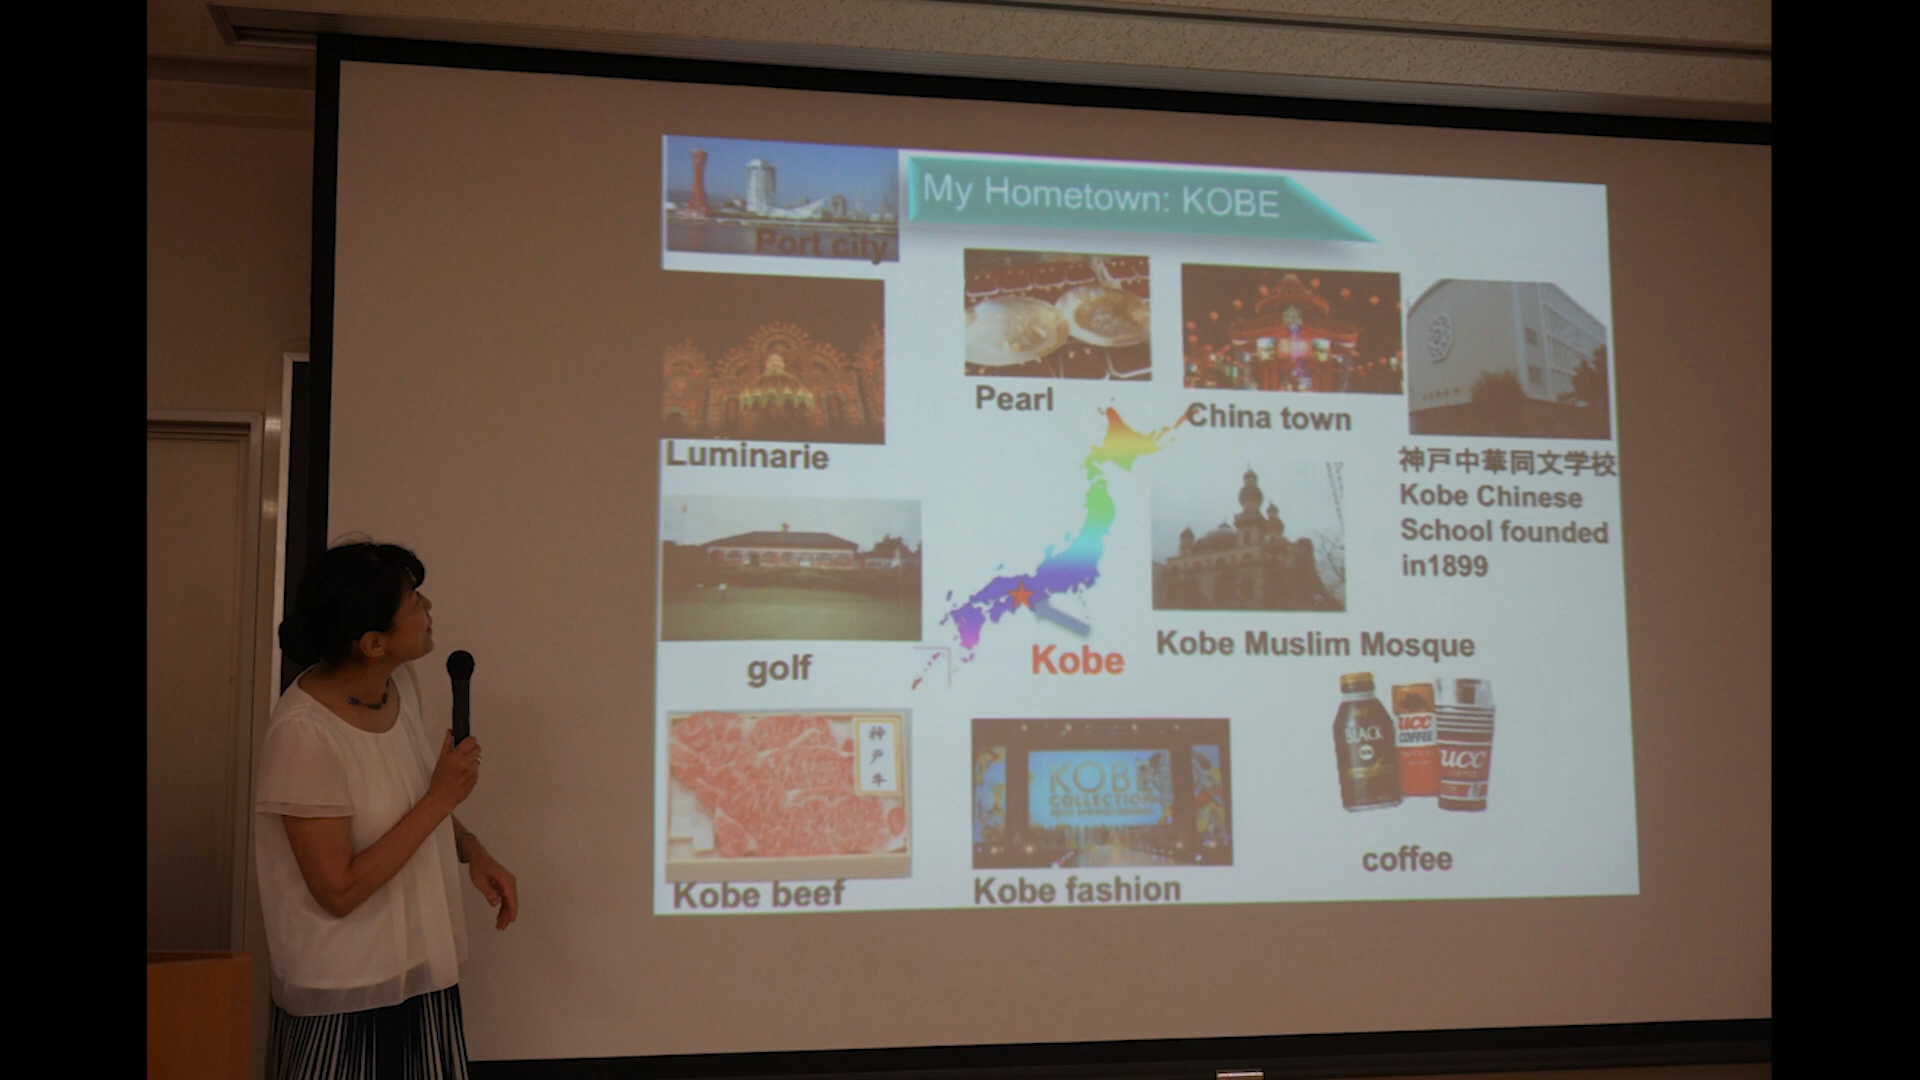 My Hometown: KOBE
Port city
Pearl
China town
Luminarie
神戸中華同文学校
Kobe Chinese
School founded
in1899
golf
Kobe
Kobe Muslim Mosque
神戸牛
KOBE
COLLECTION
BLACK
UCC
COFFEE
UCC
COFFEE
Kobe beef
Kobe fashion
coffee